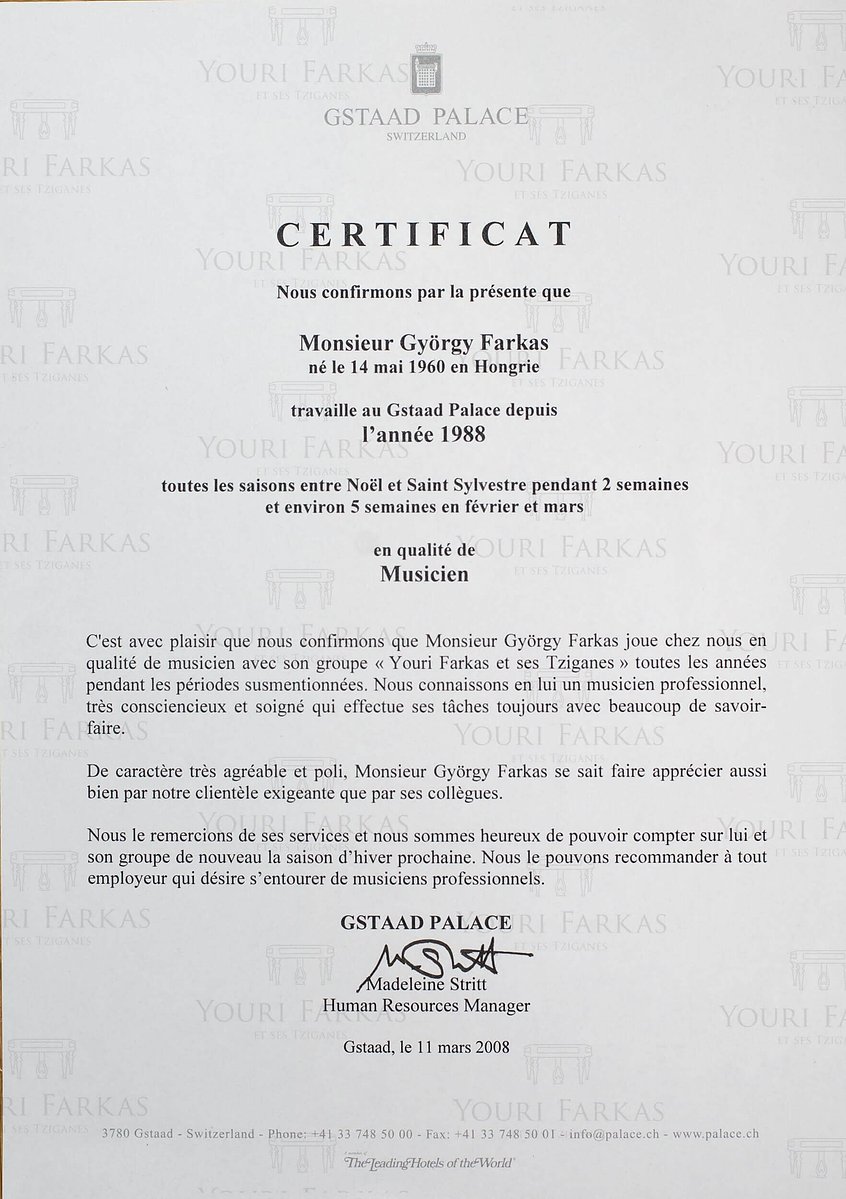 GSTAAD PALACE
SWITZERLAND
CERTIFICAT
Nous confirmons par la présente que
Monsieur György Farkas
né le 14 mai 1960 en Hongrie
travaille au Gstaad Palace depuis
l'année 1988
toutes les saisons entre Noël et Saint Sylvestre pendant 2 semaines
et environ 5 semaines en février et mars
en qualité de
Musicien
C'est avec plaisir que nous confirmons que Monsieur György Farkas joue chez nous en
qualité de musicien avec son groupe « Youri Farkas et ses Tziganes » toutes les années
pendant les périodes susmentionnées. Nous connaissons en lui un musicien professionnel,
très consciencieux et soigné qui effectue ses tâches toujours avec beaucoup de savoir-
faire.
De caractère très agréable et poli, Monsieur György Farkas se sait faire apprécier aussi
bien par notre clientèle exigeante que par ses collègues.
Nous le remercions de ses services et nous sommes heureux de pouvoir compter sur lui et
son groupe de nouveau la saison d'hiver prochaine. Nous le pouvons recommander à tout
employeur qui désire s'entourer de musiciens professionnels.
GSTAAD PALACE
Madeleine Stritt
Human Resources Manager
Gstaad, le 11 mars 2008
3780 Gstaad - Switzerland - Phone: +41 33 748 50 00 - Fax: +41 33 748 50 01 - info@palace.ch - www.palace.ch
The Leading Hotels of the World
YOURI FARKAS
ET SES TZIGANES